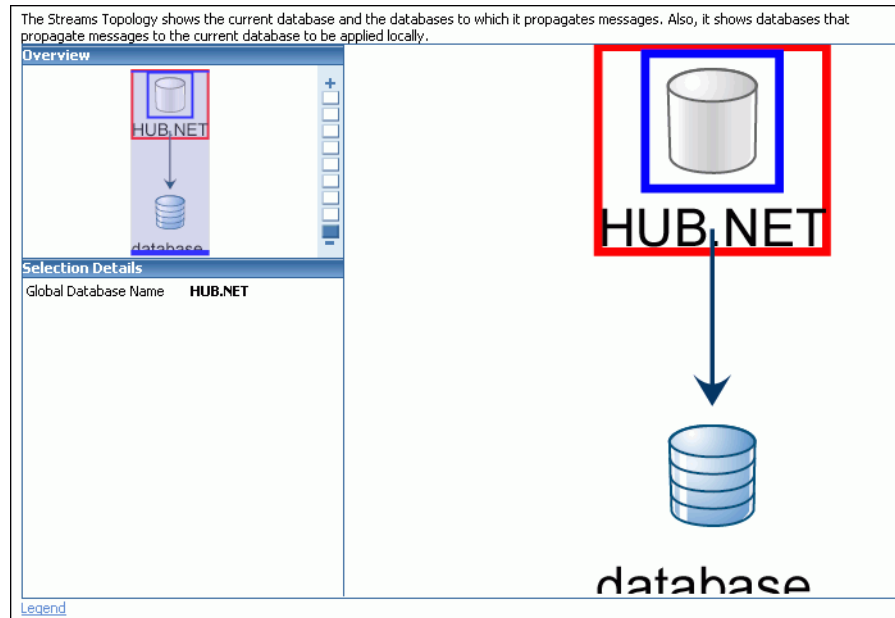 The Streams Topology shows the current database and the databases to which it propagates messages. Also, it shows databases that
propagate messages to the current database to be applied locally.
Overview
HUB.NET
database
Selection Details
Global Database Name HUB.NET
HUB.NET
database
Legend